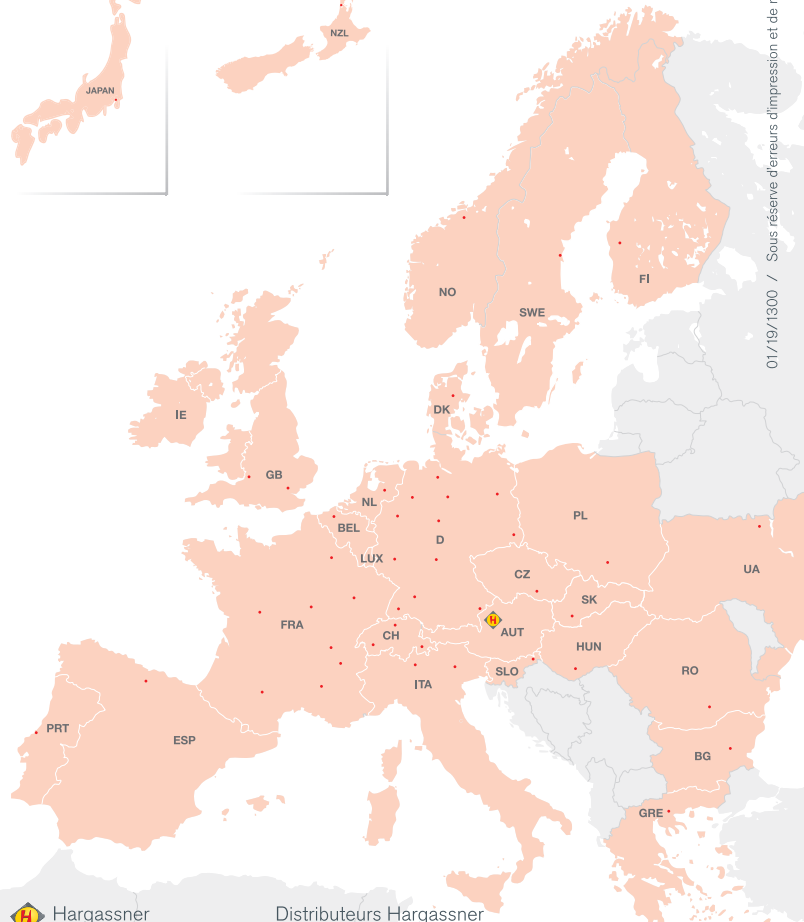 NZL
JAPAN
NO
SWE
FI
IE
GB
DK
NL
BEL
LUX
D
PL
CZ
SK
UA
FRA
CH
AUT
HUN
SLO
ITA
RO
PRT
ESP
BG
GRE
H
H Hargassner
Distributeurs Hargassner
01/19/1300 / Sous réserve d'erreurs d'impression et de